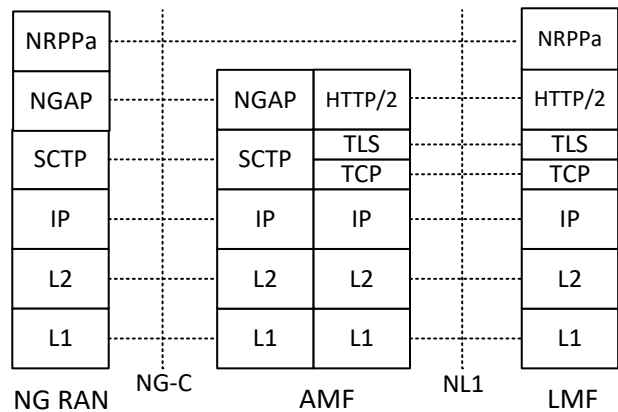 NRPPa NRPPa
NGAP NGAP HTTP/2 HTTP/2
SCTP SCTP TLS TLS
TCP TCP
IP IP IP IP
L2 L2 L2 L2
L1 L1 L1 L1
NG RAN NG-C AMF NL1 LMF